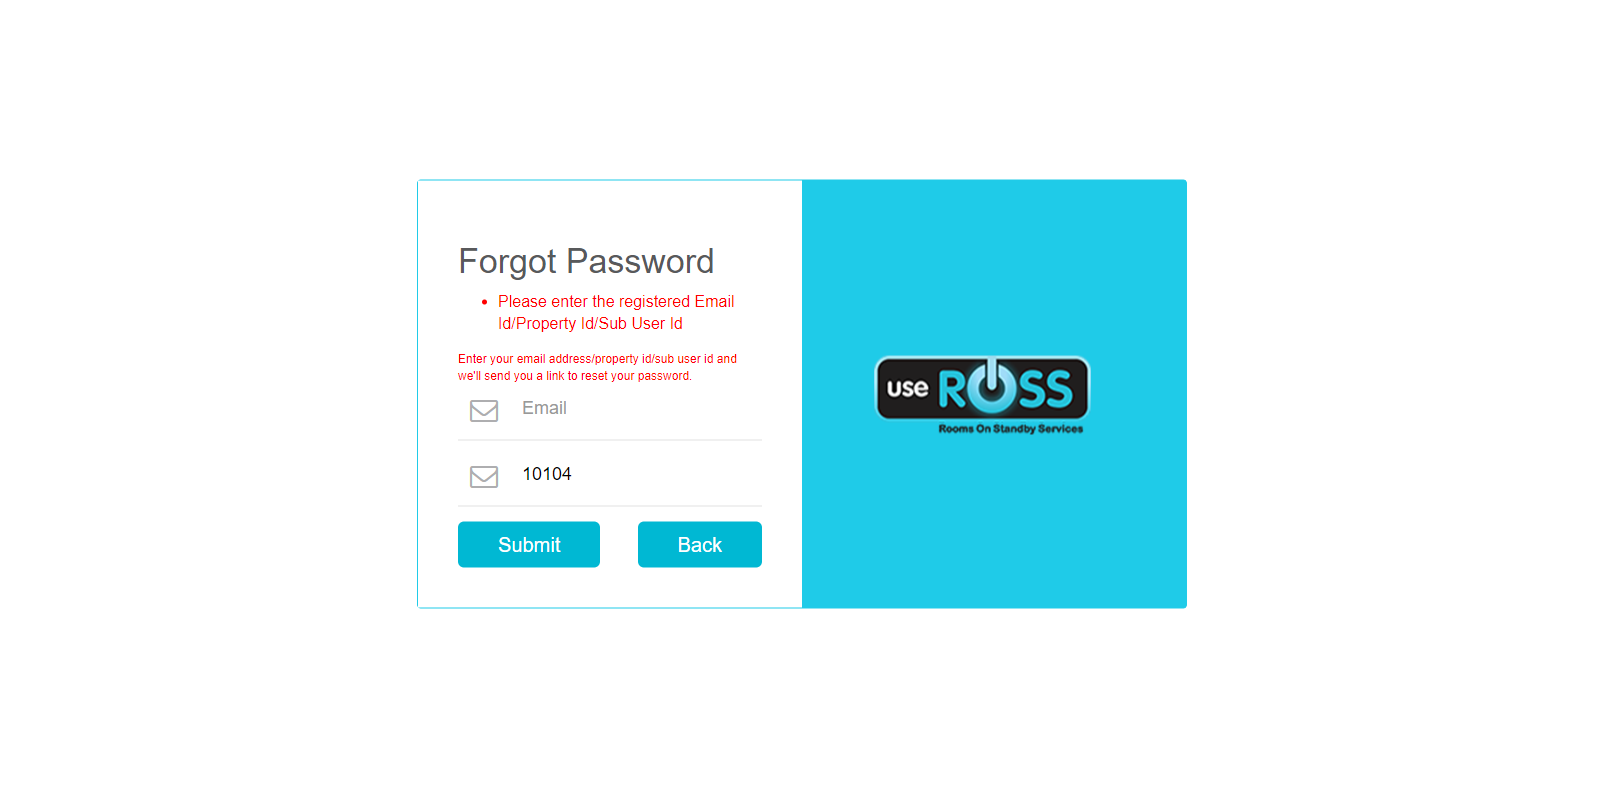 Forgot Password
Please enter the registered Email
Id/Property Id/Sub User Id
Enter your email address/property id/sub user id and
we'll send you a link to reset your password.
Email
10104
Submit
Back
use ROSS
Rooms On Standby Services